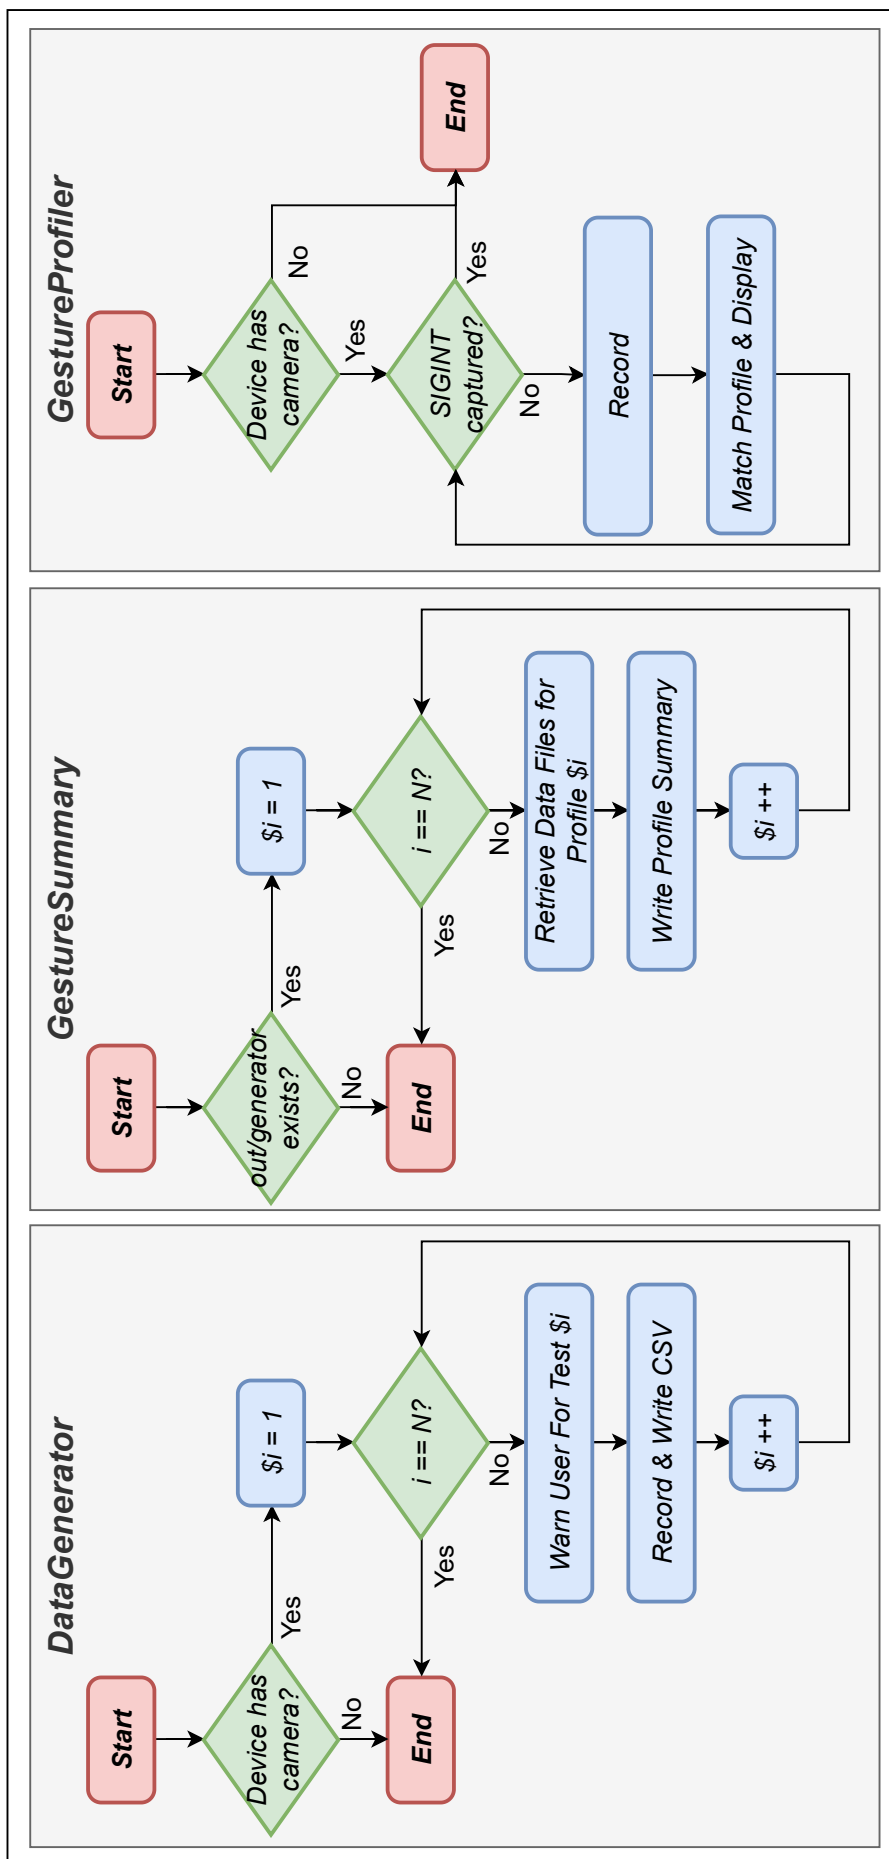 DataGenerator
Start
Device has
camera?
Yes
No
$i = 1
i == N?
Yes
No
End
Warn User For Test $i
Record & Write CSV
$i ++
GestureSummary
Start
out/generator
exists?
Yes
No
$i = 1
i == N?
Yes
No
End
Retrieve Data Files for
Profile $i
Write Profile Summary
$i ++
GestureProfiler
Start
Device has
camera?
No
Yes
SIGINT
captured?
Yes
No
End
Record
Match Profile & Display